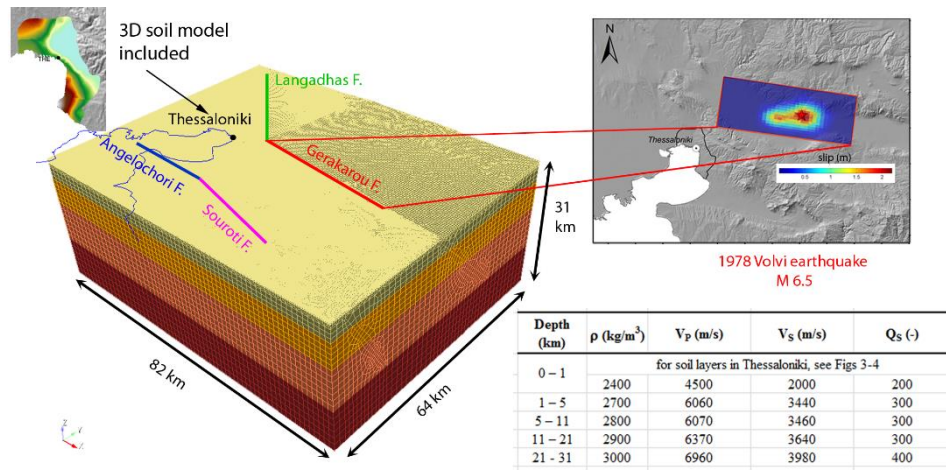 3D soil model
included
Langadhas F.
Thessaloniki
Angelochori F.
Gerakarou F.
Souroti F.
31
km
82 km
64 km
N
Thessaloniki
slip (m)
0.5 1 1.5 2
1978 Volvi earthquake
M 6.5
Depth (km) ρ (kg/m³) VP (m/s) VS (m/s) QS (-)
0 – 1 for soil layers in Thessaloniki, see Figs 3-4
2400 4500 2000 200
1 – 5 2700 6060 3440 300
5 – 11 2800 6070 3460 300
11 – 21 2900 6370 3640 300
21 - 31 3000 6960 3980 400